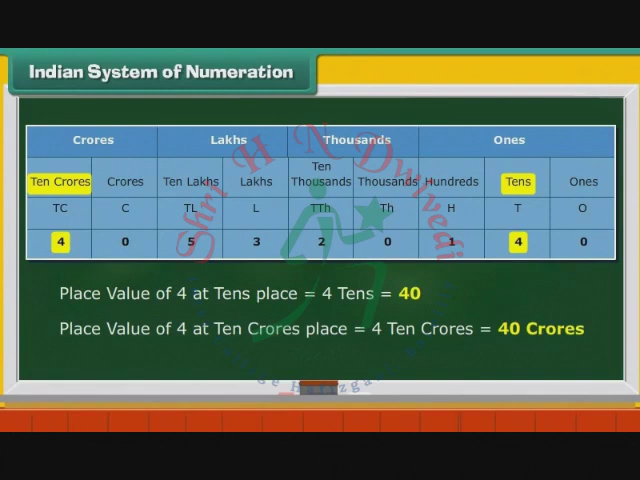 Indian System of Numeration
Crores Lakhs Thousands Ones
Ten Crores Crores Ten Lakhs Lakhs Ten Thousands Thousands Hundreds Tens Ones
TC C TL L TTh Th H T O
4 0 5 3 2 0 1 4 0
Place Value of 4 at Tens place = 4 Tens = 40
Place Value of 4 at Ten Crores place = 4 Ten Crores = 40 Crores
Shri H N Dwivedi